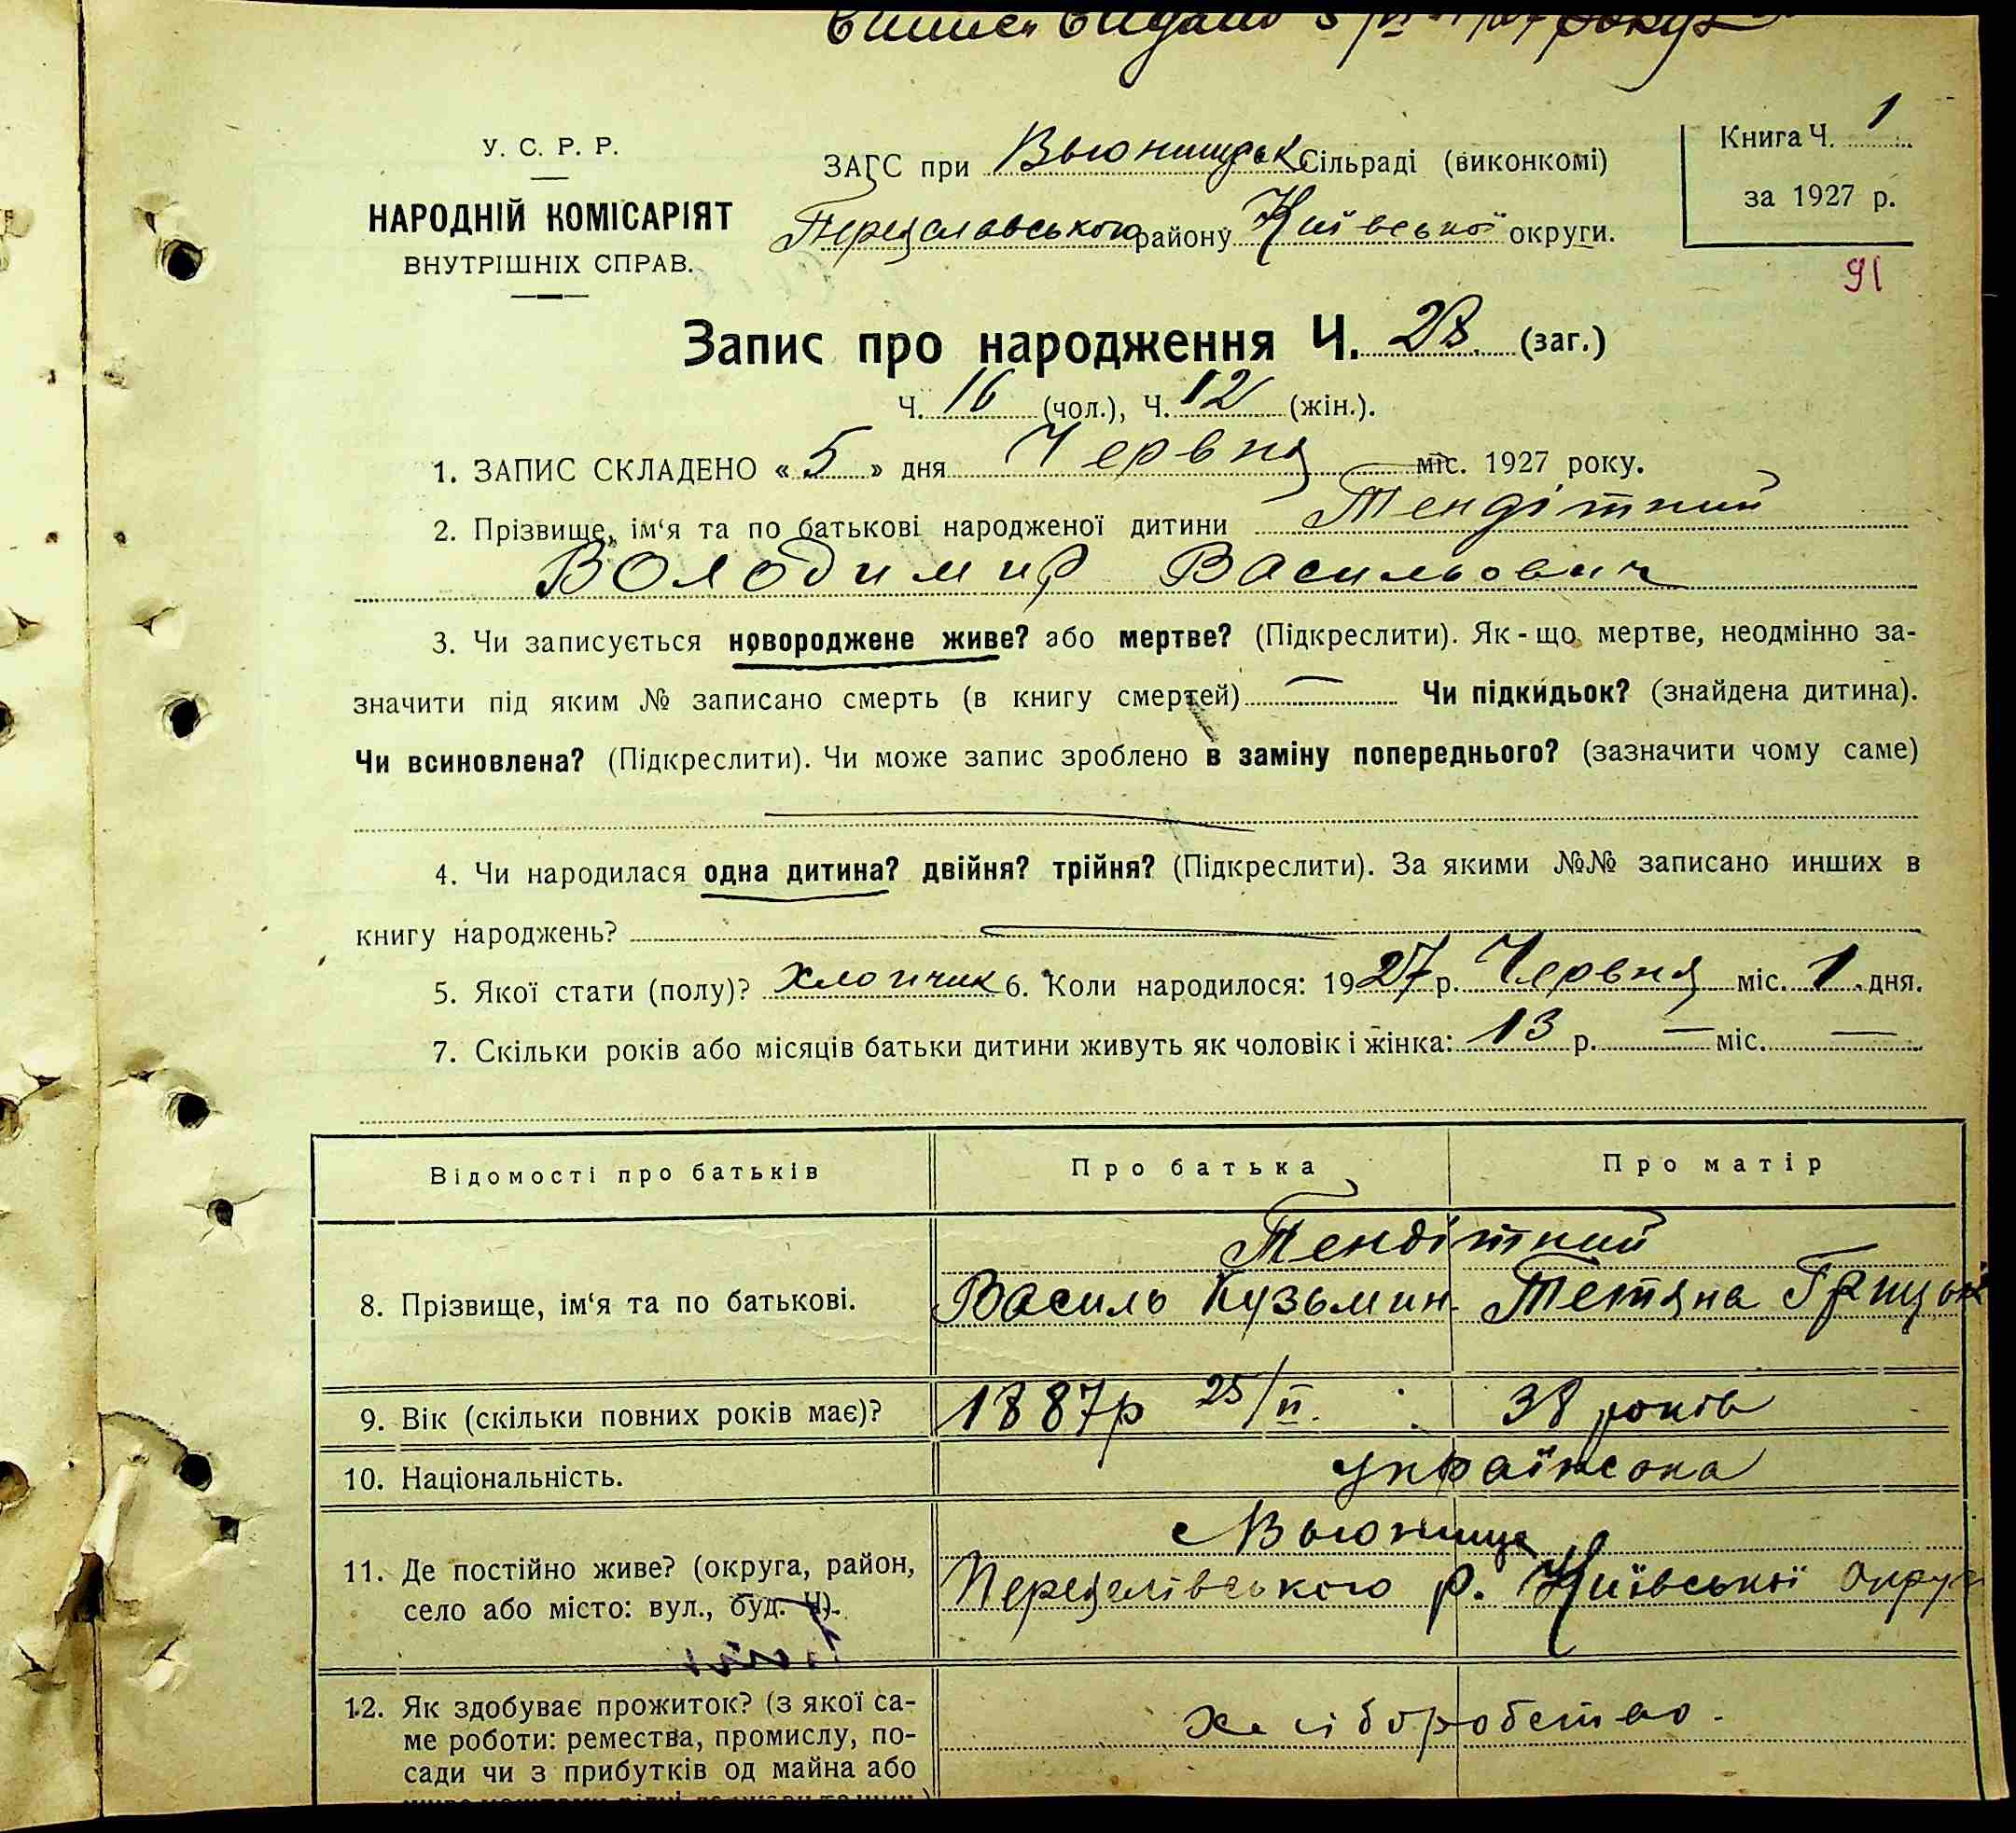 У. С. Р. Р.
НАРОДНІЙ КОМІСАРІЯТ
ВНУТРІШНІХ СПРАВ.
ЗАГС при Вьюнищськ Сільраді (виконкомі)
Переяславського району Київської округи.
Книга Ч. 1
за 1927 р.
91
Запис про народження Ч. 28 (заг.)
Ч. 16 (чол.), Ч. 12 (жін.).
1. ЗАПИС СКЛАДЕНО « 5 » дня Червня міс. 1927 року.
2. Прізвище, ім'я та по батькові народженої дитини Тендітний
Володимир Васильович
3. Чи записується новороджене живе? або мертве? (Підкреслити). Як-що мертве, неодмінно за-
значити під яким № записано смерть (в книгу смертей) — Чи підкидьок? (знайдена дитина).
Чи всиновлена? (Підкреслити). Чи може запис зроблено в заміну попереднього? (зазначити чому саме)
4. Чи народилася одна дитина? двійня? трійня? (Підкреслити). За якими №№ записано инших в
книгу народжень?
5. Якої стати (полу)? Хлопчик 6. Коли народилося: 1927 р. Червня міс. 1 дня.
7. Скільки років або місяців батьки дитини живуть як чоловік і жінка: 13 р. — міс. —
Відомості про батьків Про батька Про матір
Тендітний
8. Прізвище, ім'я та по батькові. Василь Кузьмин Тетяна Грицьк
9. Вік (скільки повних років має)? 1887р 25/II. 38 років
10. Національність. українська
с Вьюнище
11. Де постійно живе? (округа, район,
село або місто: вул., буд. Ч). Переяслівського р. Київської округ
12. Як здобуває прожиток? (з якої са-
ме роботи: ремества, промислу, по-
сади чи з прибутків од майна або
хліборобство.